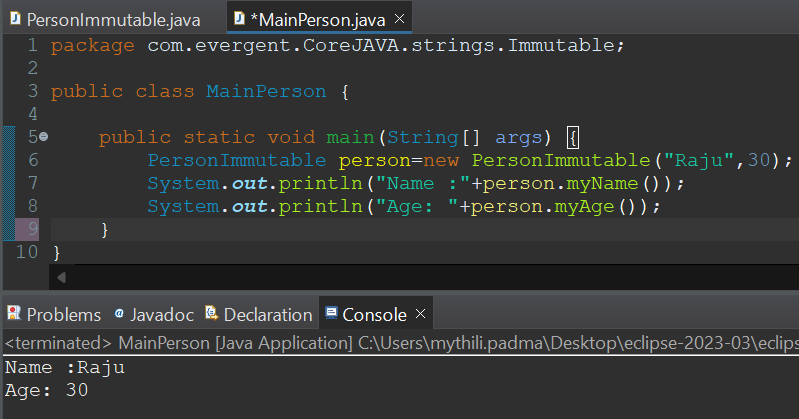 PersonImmutable.java *MainPerson.java
1 package com.evergent.CoreJAVA.strings.Immutable;
2
3 public class MainPerson {
4
5 public static void main(String[] args) {
6 PersonImmutable person=new PersonImmutable("Raju",30);
7 System.out.println("Name :"+person.myName());
8 System.out.println("Age: "+person.myAge());
9 }
10 }
Problems @ Javadoc Declaration Console
<terminated> MainPerson [Java Application] C:\Users\mythili.padma\Desktop\eclipse-2023-03\eclips
Name :Raju
Age: 30